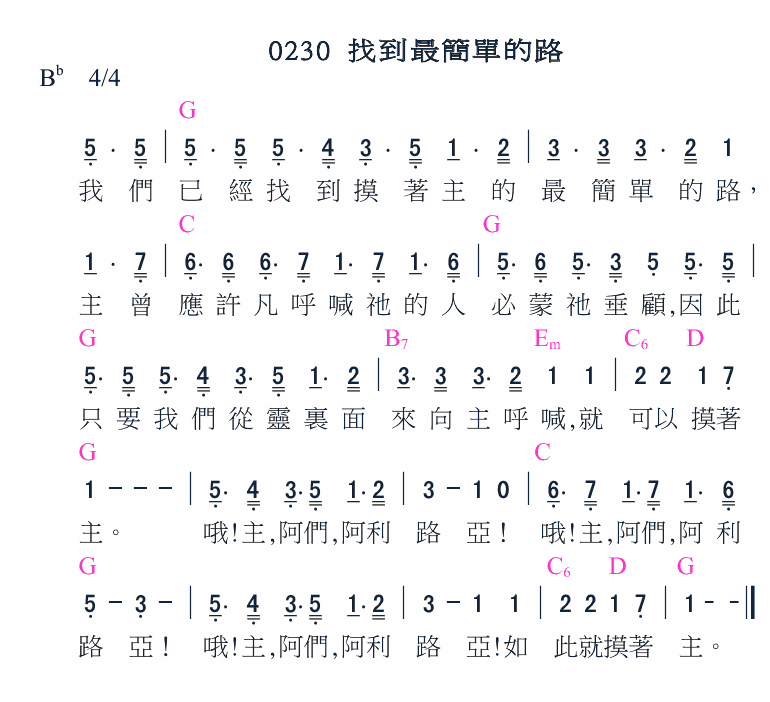 0230 找到最簡單的路
B♭ 4/4
G
5 · 5 | 5 · 5 5 · 4 3 · 5 1 · 2 | 3 · 3 3 · 2 1
我 們 已 經 找 到 摸 著 主 的 最 簡 單 的 路，
C G
1 · 7 | 6· 6 6· 7 1· 7 1· 6 | 5· 6 5· 3 5 5· 5 |
主 曾 應 許 凡 呼 喊 祂 的 人 必 蒙 祂 垂 顧,因 此
G B7 Em C6 D
5· 5 5· 4 3· 5 1· 2 | 3· 3 3· 2 1 1 | 2 2 1 7
只 要 我 們 從 靈 裏 面 來 向 主 呼 喊,就 可以 摸著
G C
1 － － － | 5· 4 3·5 1·2 | 3 － 1 0 | 6· 7 1·7 1· 6
主。 哦!主,阿們,阿利 路 亞! 哦!主,阿們,阿 利
G C6 D G
5 － 3 － | 5· 4 3·5 1·2 | 3 － 1 1 | 2 2 1 7 | 1 - - ‖
路 亞! 哦!主,阿們,阿利 路 亞!如 此就摸著 主。